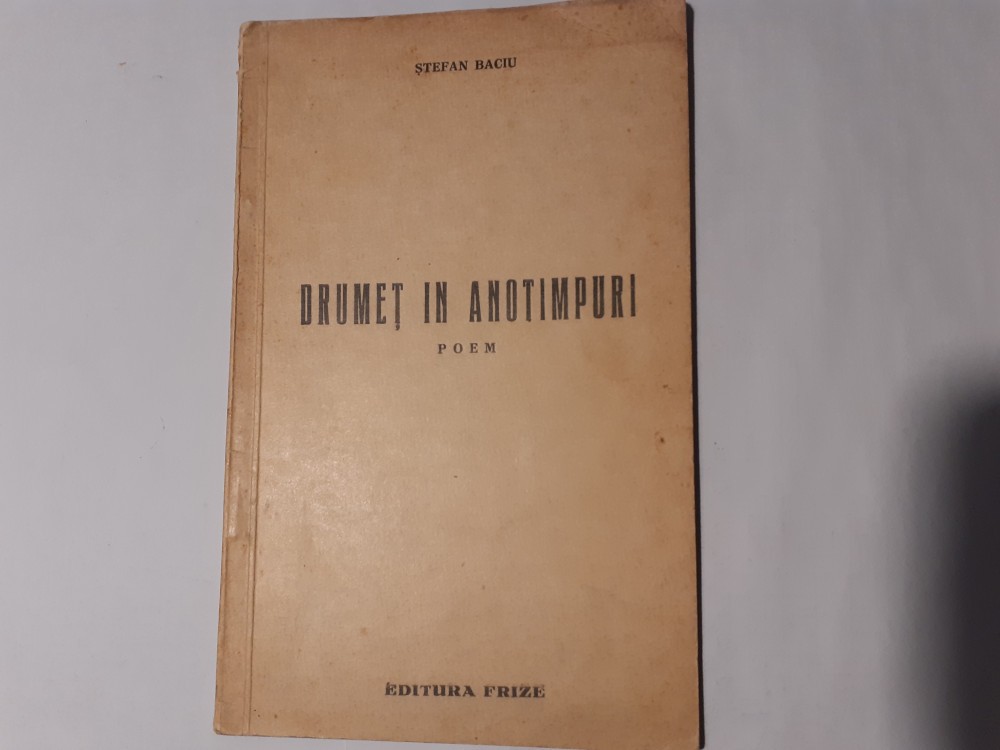 ȘTEFAN BACIU
DRUMEȚ IN ANOTIMPURI
POEM
EDITURA FRIZE